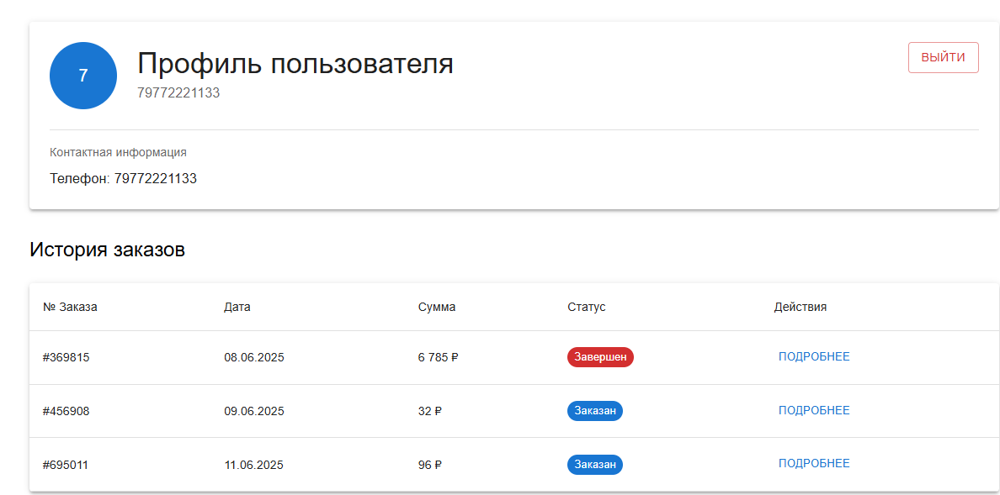 7
Профиль пользователя
ВЫЙТИ
79772221133
Контактная информация
Телефон: 79772221133
История заказов
№ Заказа Дата Сумма Статус Действия
#369815 08.06.2025 6 785 ₽ Завершен ПОДРОБНЕЕ
#456908 09.06.2025 32 ₽ Заказан ПОДРОБНЕЕ
#695011 11.06.2025 96 ₽ Заказан ПОДРОБНЕЕ